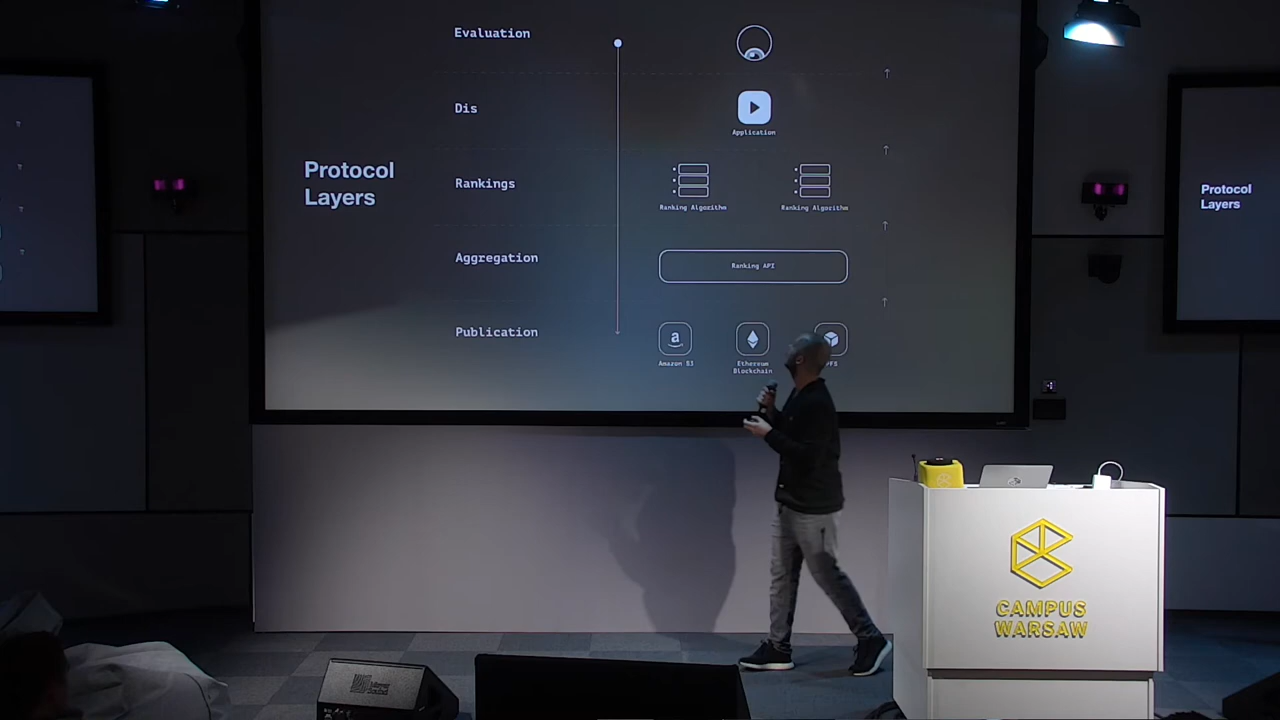 Protocol
Layers
Evaluation
Dis
Application
Rankings
Ranking Algorithm
Ranking Algorithm
Aggregation
Ranking API
Publication
Amazon S3
Ethereum
Blockchain
Protocol
Layers
CAMPUS
WARSAW